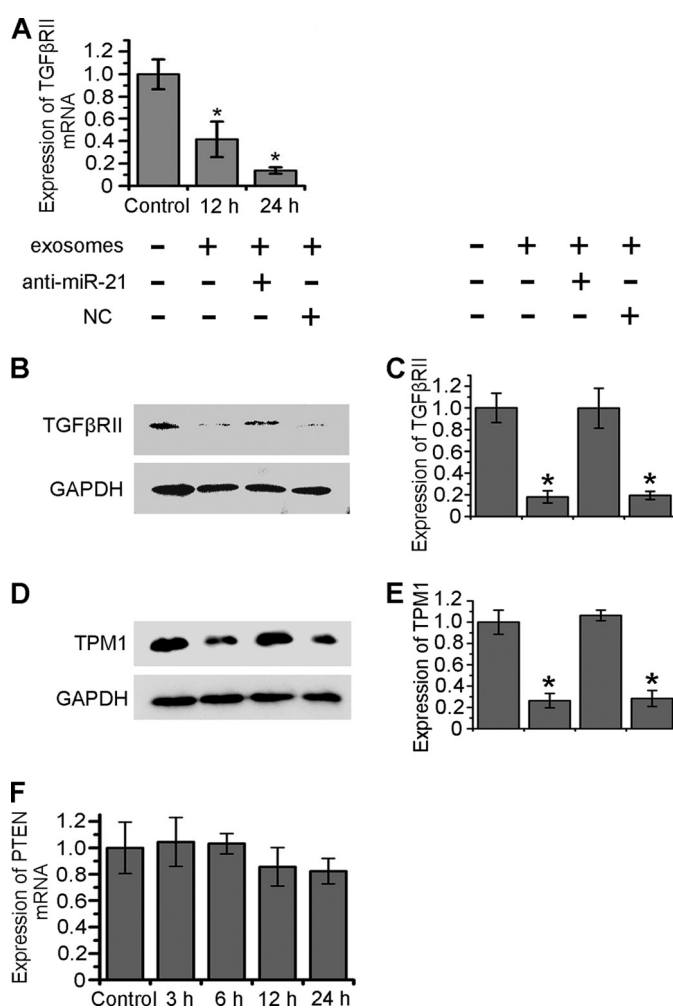 A
Expression of TGFβRII
mRNA
1.2
1.0
0.8
0.6
0.4
0.2
0
*
*
Control 12 h 24 h
exosomes − + + + − + + +
anti-miR-21 − − + − − − + −
NC − − − + − − − +
B
TGFβRII
GAPDH
C
Expression of TGFβRII
1.2
1.0
0.8
0.6
0.4
0.2
0
*
*
D
TPM1
GAPDH
E
Expression of TPM1
1.2
1.0
0.8
0.6
0.4
0.2
0
*
*
F
Expression of PTEN
mRNA
1.2
1.0
0.8
0.6
0.4
0.2
0
Control 3 h 6 h 12 h 24 h